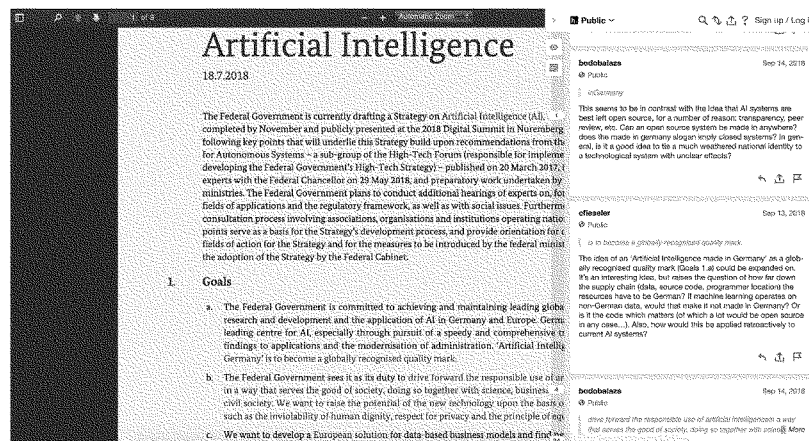 1 of 3
Automatic Zoom
Public
Sign up / Log i
Artificial Intelligence
18.7.2018
The Federal Government is currently drafting a Strategy on Artificial Intelligence (AI),
completed by November and publicly presented at the 2018 Digital Summit in Nuremberg
following key points that will underlie this Strategy build upon recommendations from th
for Autonomous Systems – a sub-group of the High-Tech Forum (responsible for impleme
developing the Federal Government's High-Tech Strategy) – published on 20 March 2017,
experts with the Federal Chancellor on 29 May 2018, and preparatory work undertaken by
ministries. The Federal Government plans to conduct additional hearings of experts on, for
fields of applications and the regulatory framework, as well as with social issues. Furtherm
consultation process involving associations, organisations and institutions operating natio
points serve as a basis for the Strategy's development process, and provide orientation for
fields of action for the Strategy and for the measures to be introduced by the federal minist
the adoption of the Strategy by the Federal Cabinet.
1. Goals
a. The Federal Government is committed to achieving and maintaining leading globa
research and development and the application of AI in Germany and Europe. Germ
leading centre for AI, especially through pursuit of a speedy and comprehensive t
findings to applications and the modernisation of administration. 'Artificial Intellig
Germany' is to become a globally recognised quality mark.
b. The Federal Government sees it as its duty to drive forward the responsible use of ar
in a way that serves the good of society, doing so together with science, business,
civil society. We want to raise the potential of the new technology upon the basis o
such as the inviolability of human dignity, respect for privacy and the principle of equ
c. We want to develop a European solution for data-based business models and find ne
bodobalazs Sep 14, 2018
Public
inGermany
This seems to be in contrast with the idea that AI systems are
best left open source, for a number of reason: transparency, peer
review, etc. Can an open source system be made in anywhere?
does the made in germany slogan imply closed systems? In gen-
eral, is it a good idea to tie a much weathered national identity to
a technological system with unclear effects?
cfieseler Sep 13, 2018
Public
is to become a globally recognised quality mark.
The idea of an 'Artificial Intelligence made in Germany' as a glob-
ally recognized quality mark (Goals 1.a) could be expanded on.
It's an interesting idea, but raises the question of how far down
the supply chain (data, source code, programmer location) the
resources have to be German? If machine learning operates on
non-German data, would that make it not made in Germany? Or
is it the code which matters (of which a lot would be open source
in any case...). Also, how would this be applied retroactively to
current AI systems?
bodobalazs Sep 14, 2018
Public
drive forward the responsible use of artificial intelligence in a way
that serves the good of society, doing so together with scien More